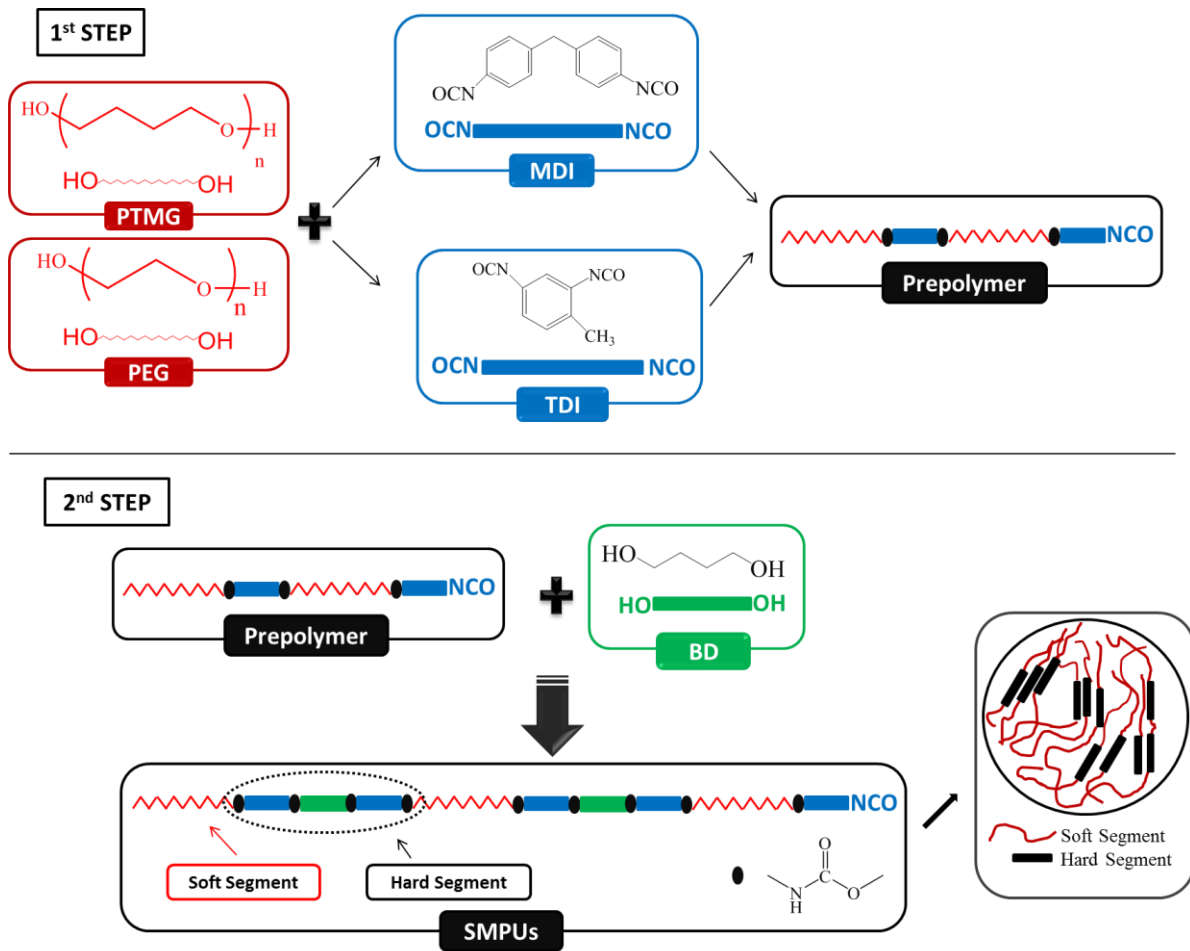 1st STEP
HO
O
H
n
HO
OH
PTMG
HO
O
H
n
HO
OH
PEG
OCN
NCO
OCN
NCO
MDI
OCN
NCO
CH3
OCN
NCO
TDI
NCO
Prepolymer
2nd STEP
NCO
Prepolymer
HO
OH
HO
OH
BD
NCO
Soft Segment
Hard Segment
O
N
H
C
O
SMPUs
Soft Segment
Hard Segment